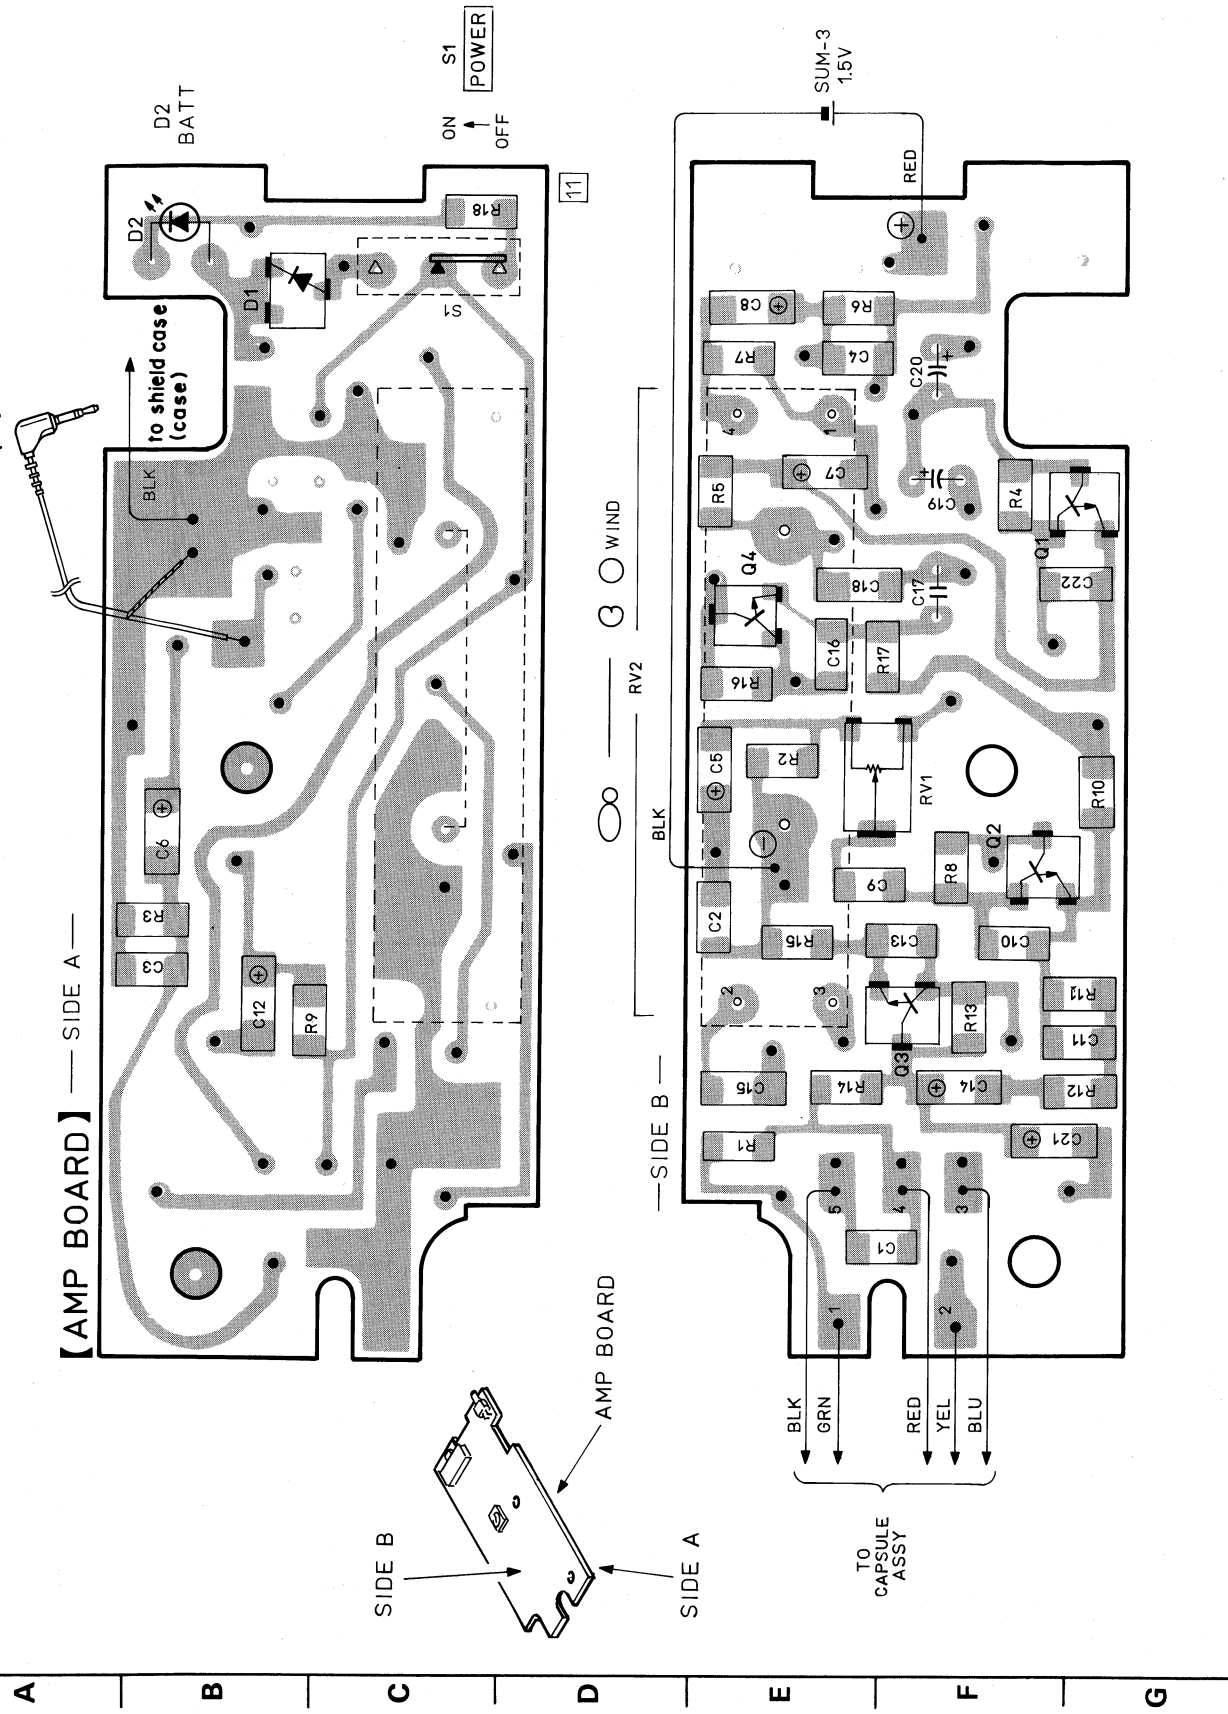 【AMP BOARD】
— SIDE A —
C3
R3
C6
C12
R9
BLK
to shield case
(case)
D1
D2
S1
R18
D2
BATT
ON
OFF
S1
POWER
11
SIDE B
SIDE A
AMP BOARD
RV2
WIND
— SIDE B —
BLK
SUM-3
1.5V
RED
R1
C15
C2
C5
R16
Q4
R5
R7
C8
2
3
4
1
R14
R15
C9
R2
C16
C18
C7
C4
R6
C1
C14
Q3
R13
C13
R8
RV1
R17
C17
C19
C20
C21
R12
C11
R11
C10
Q2
R10
C22
Q1
R4
5
4
3
1
2
BLK
GRN
RED
YEL
BLU
TO
CAPSULE
ASSY
A
B
C
D
E
F
G